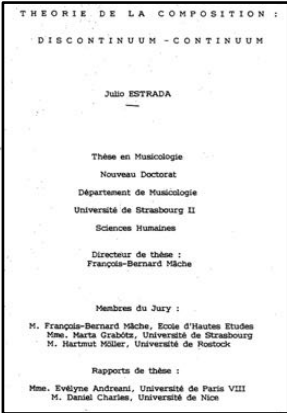 THEORIE DE LA COMPOSITION :
DISCONTINUUM - CONTINUUM
Julio ESTRADA
Thèse en Musicologie
Nouveau Doctorat
Département de Musicologie
Université de Strasbourg II
Sciences Humaines
Directeur de thèse :
François-Bernard Mâche
Membres du Jury :
M. François-Bernard Mâche, Ecole d'Hautes Etudes
Mme. Marta Grabòtz, Université de Strasbourg
M. Hartmut Möller, Université de Rostock
Rapports de thèse :
Mme. Evélyne Andreani, Université de Paris VIII
M. Daniel Charles, Université de Nice